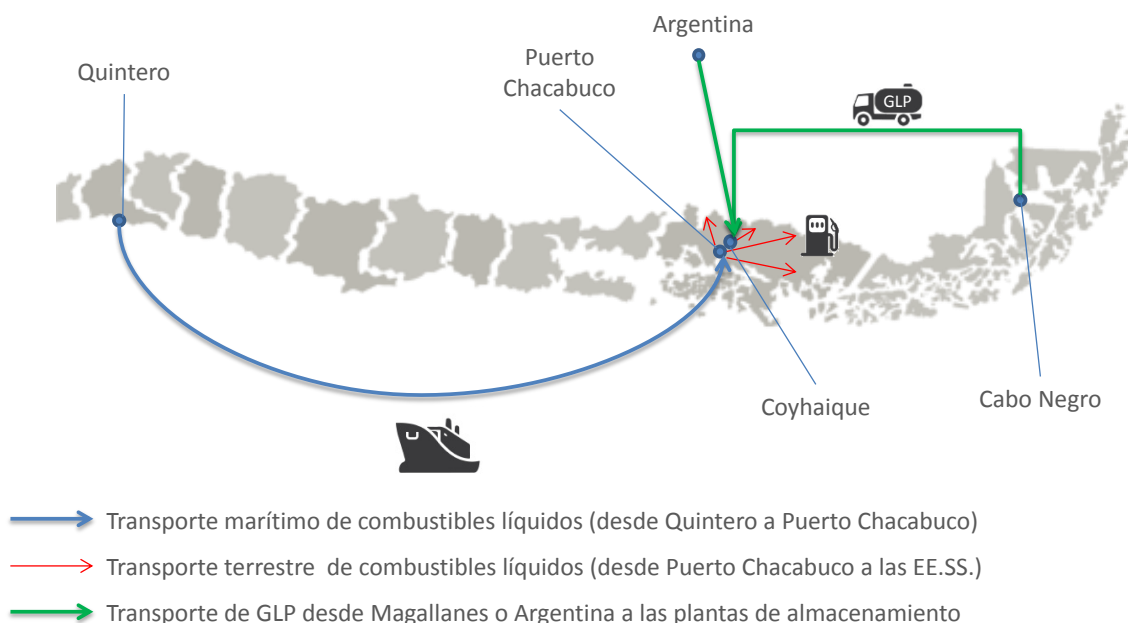 Argentina
Puerto
Chacabuco
Quintero
GLP
Coyhaique
Cabo Negro
Transporte marítimo de combustibles líquidos (desde Quintero a Puerto Chacabuco)
Transporte terrestre de combustibles líquidos (desde Puerto Chacabuco a las EE.SS.)
Transporte de GLP desde Magallanes o Argentina a las plantas de almacenamiento